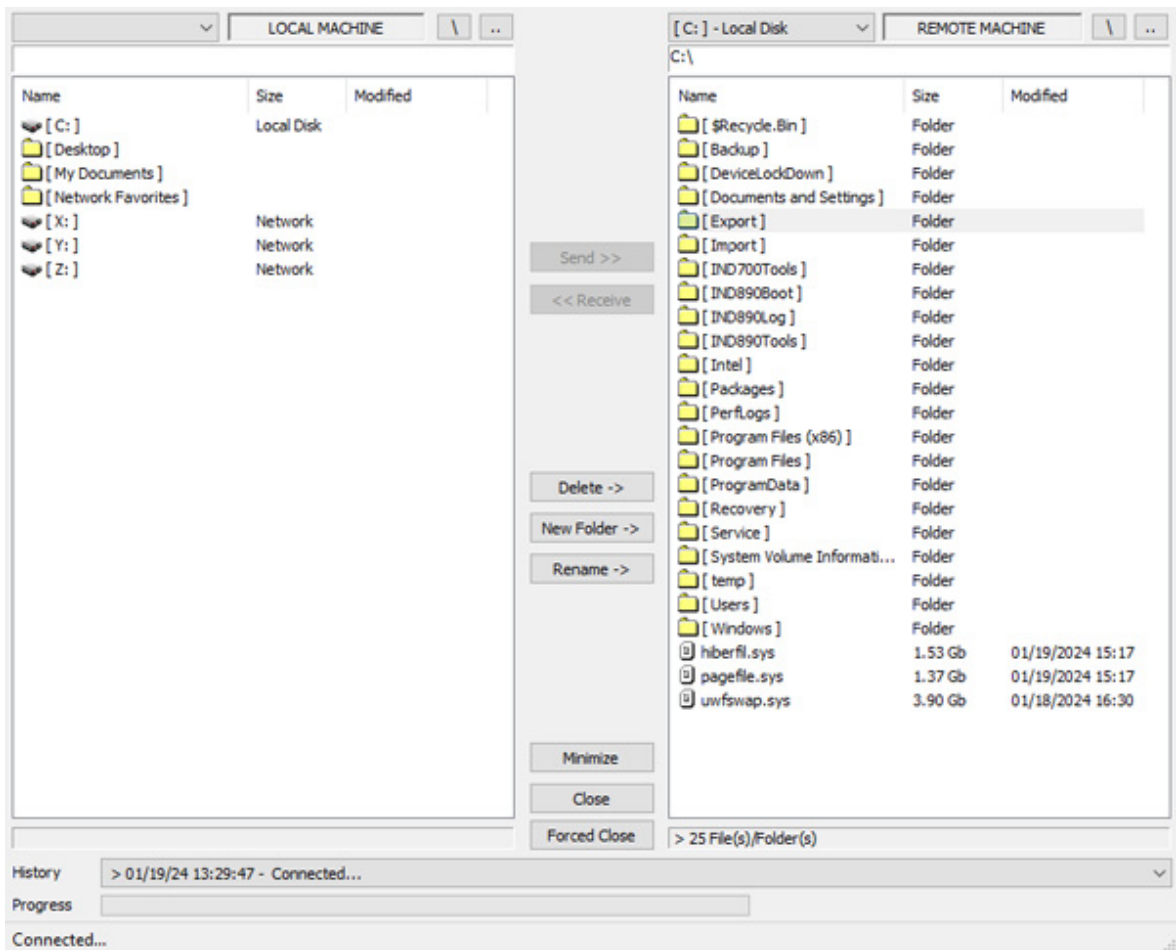 LOCAL MACHINE \ ..
Name Size Modified
[ C: ] Local Disk
[ Desktop ]
[ My Documents ]
[ Network Favorites ]
[ X: ] Network
[ Y: ] Network
[ Z: ] Network
Send >>
<< Receive
Delete ->
New Folder ->
Rename ->
Minimize
Close
Forced Close
[ C: ] - Local Disk REMOTE MACHINE \ ..
C:\
Name Size Modified
[ $Recycle.Bin ] Folder
[ Backup ] Folder
[ DeviceLockDown ] Folder
[ Documents and Settings ] Folder
[ Export ] Folder
[ Import ] Folder
[ IND700Tools ] Folder
[ IND890Boot ] Folder
[ IND890Log ] Folder
[ IND890Tools ] Folder
[ Intel ] Folder
[ Packages ] Folder
[ PerfLogs ] Folder
[ Program Files (x86) ] Folder
[ Program Files ] Folder
[ ProgramData ] Folder
[ Recovery ] Folder
[ Service ] Folder
[ System Volume Informati... Folder
[ temp ] Folder
[ Users ] Folder
[ Windows ] Folder
hiberfil.sys 1.53 Gb 01/19/2024 15:17
pagefile.sys 1.37 Gb 01/19/2024 15:17
uwfswap.sys 3.90 Gb 01/18/2024 16:30
> 25 File(s)/Folder(s)
History > 01/19/24 13:29:47 - Connected...
Progress
Connected...